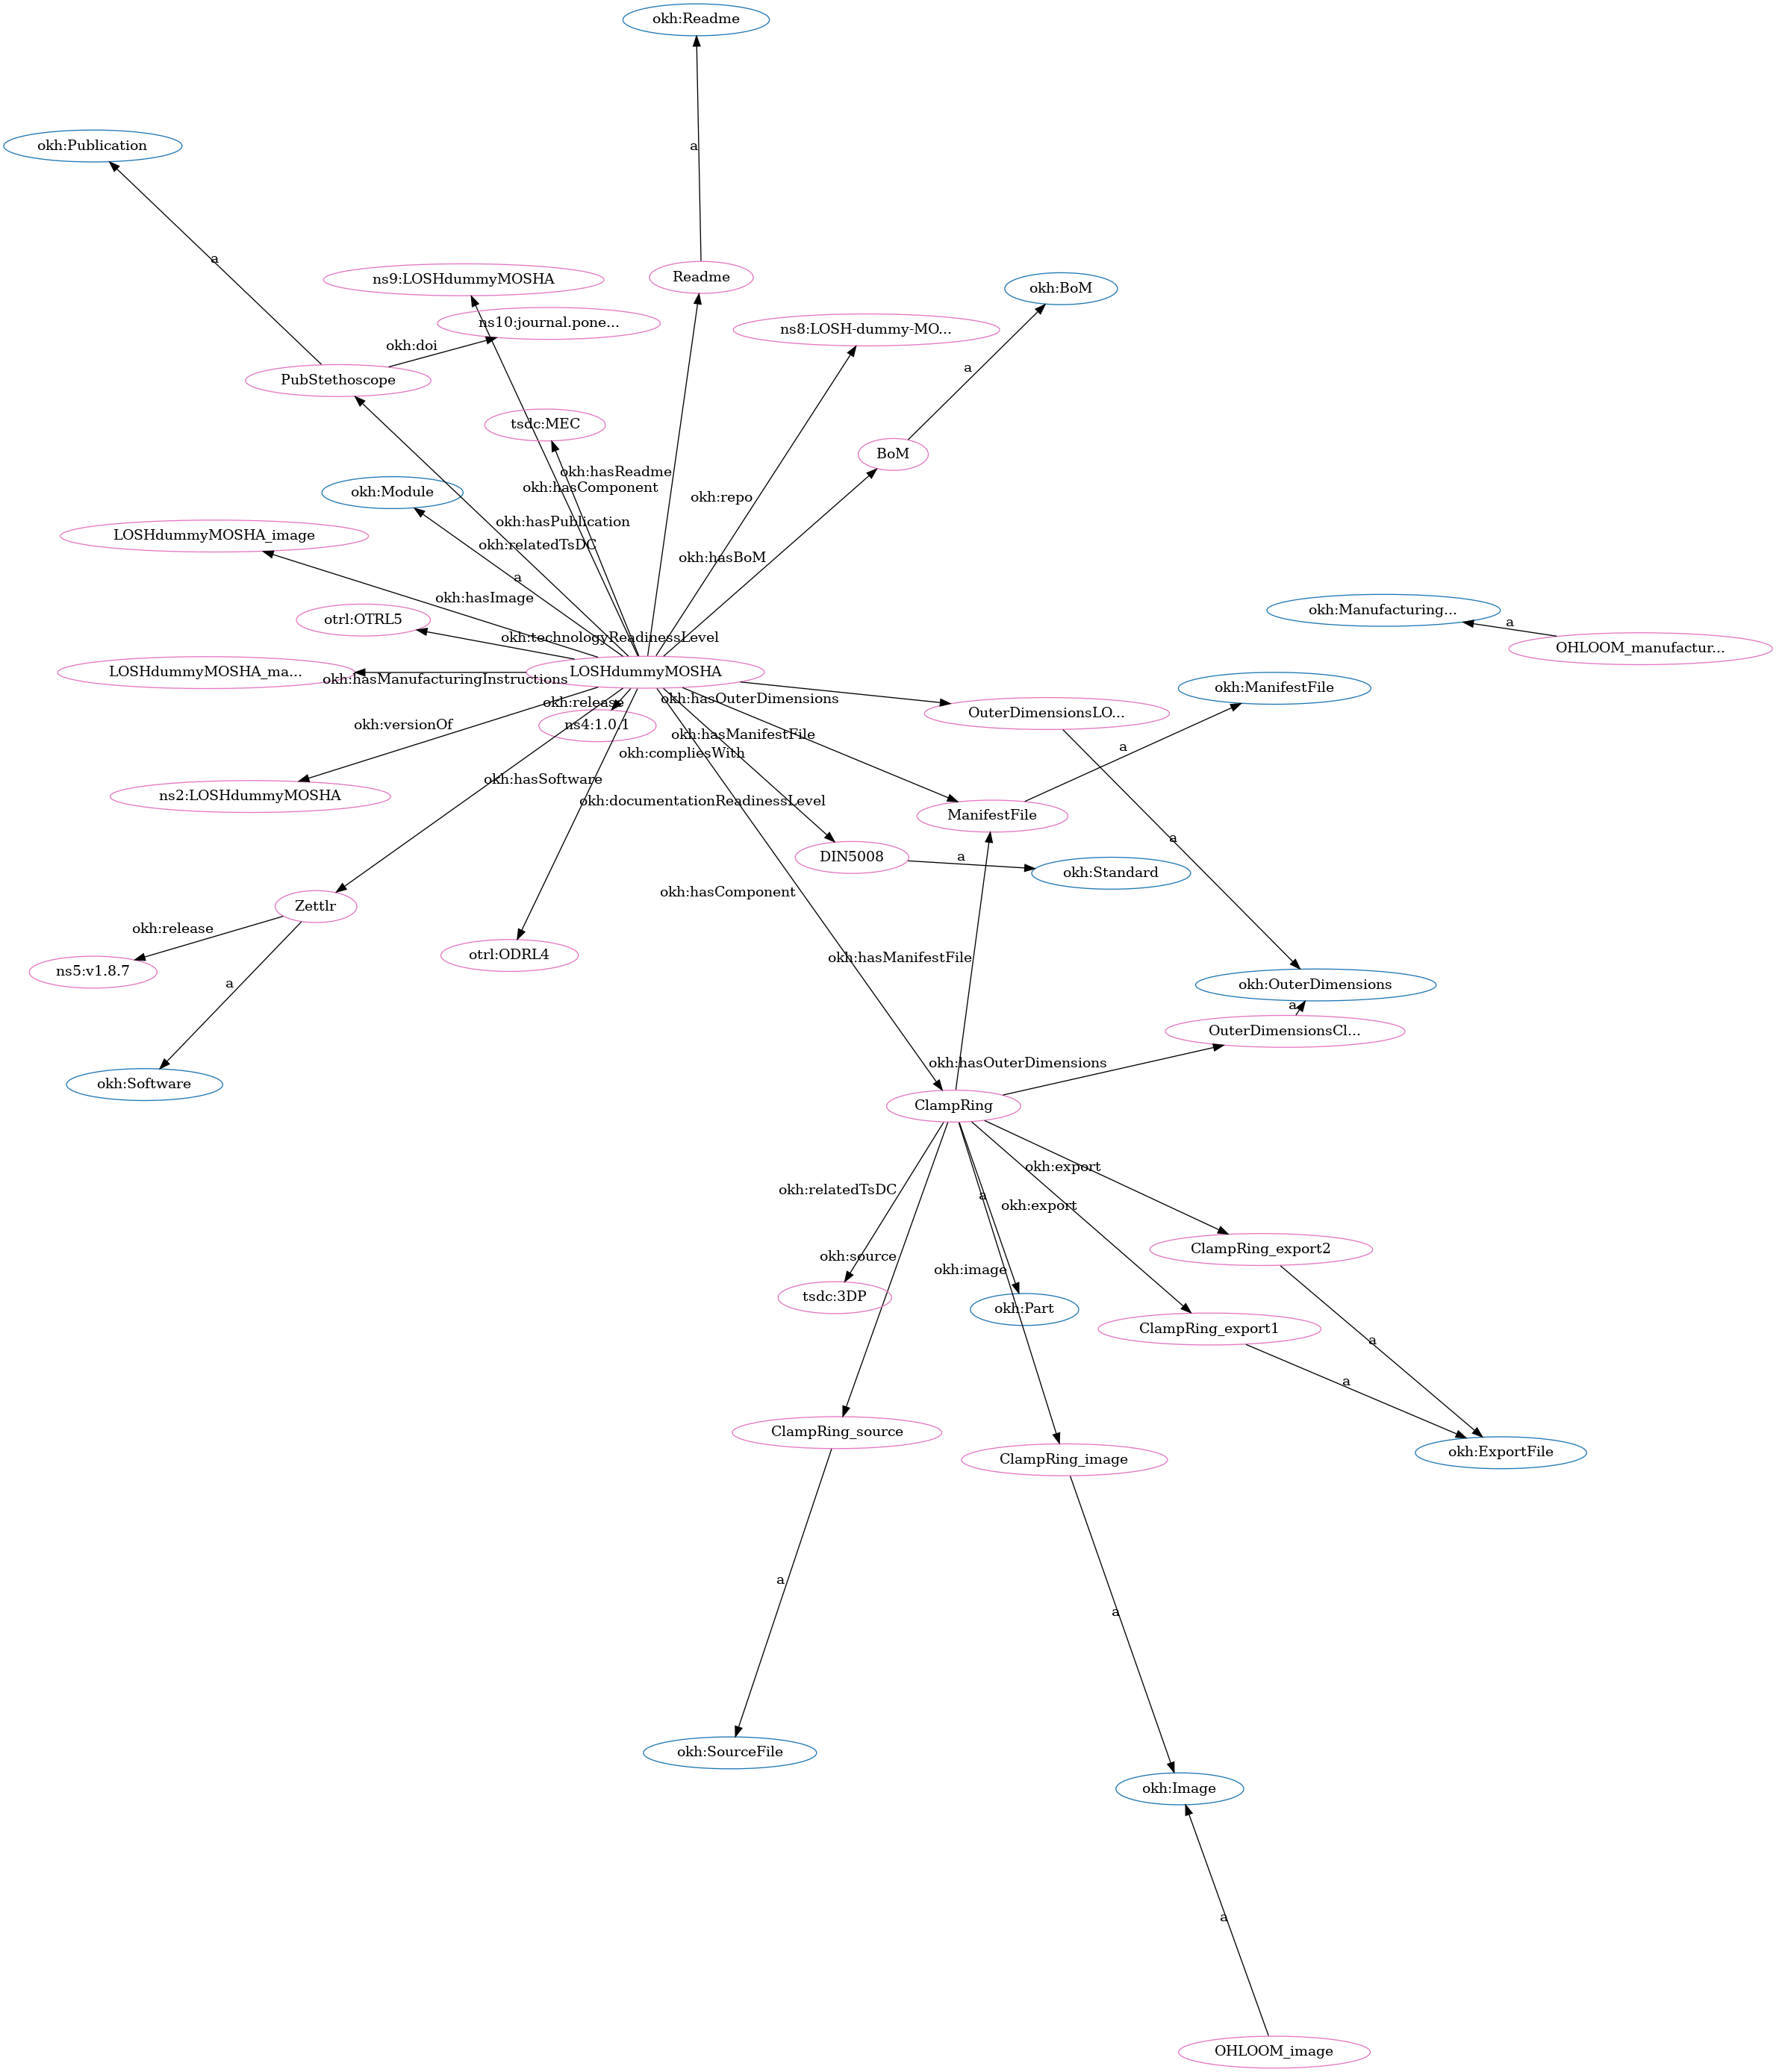 okh:Readme
okh:Publication
a
a
Readme
ns9:LOSHdummyMOSHA
okh:BoM
ns10:journal.pone...
ns8:LOSH-dummy-MO...
okh:doi
a
PubStethoscope
tsdc:MEC
BoM
okh:hasReadme
okh:hasComponent
okh:Module
okh:repo
okh:hasPublication
LOSHdummyMOSHA_image
okh:relatedTsDC
okh:hasBoM
a
okh:hasImage
okh:Manufacturing...
otrl:OTRL5
a
okh:technologyReadinessLevel
OHLOOM_manufactur...
LOSHdummyMOSHA_ma...
LOSHdummyMOSHA
okh:hasManufacturingInstructions
okh:ManifestFile
okh:release
okh:hasOuterDimensions
OuterDimensionsLO...
okh:versionOf
ns4:1.0.1
okh:hasManifestFile
a
okh:compliesWith
okh:hasSoftware
ns2:LOSHdummyMOSHA
okh:documentationReadinessLevel
ManifestFile
a
DIN5008
a
okh:Standard
okh:hasComponent
Zettlr
okh:release
otrl:ODRL4
okh:hasManifestFile
ns5:v1.8.7
a
okh:OuterDimensions
a
OuterDimensionsCl...
okh:hasOuterDimensions
okh:Software
ClampRing
okh:export
okh:relatedTsDC
a
okh:export
okh:source
ClampRing_export2
okh:image
tsdc:3DP
okh:Part
ClampRing_export1
a
a
ClampRing_source
okh:ExportFile
ClampRing_image
a
a
okh:SourceFile
okh:Image
a
OHLOOM_image